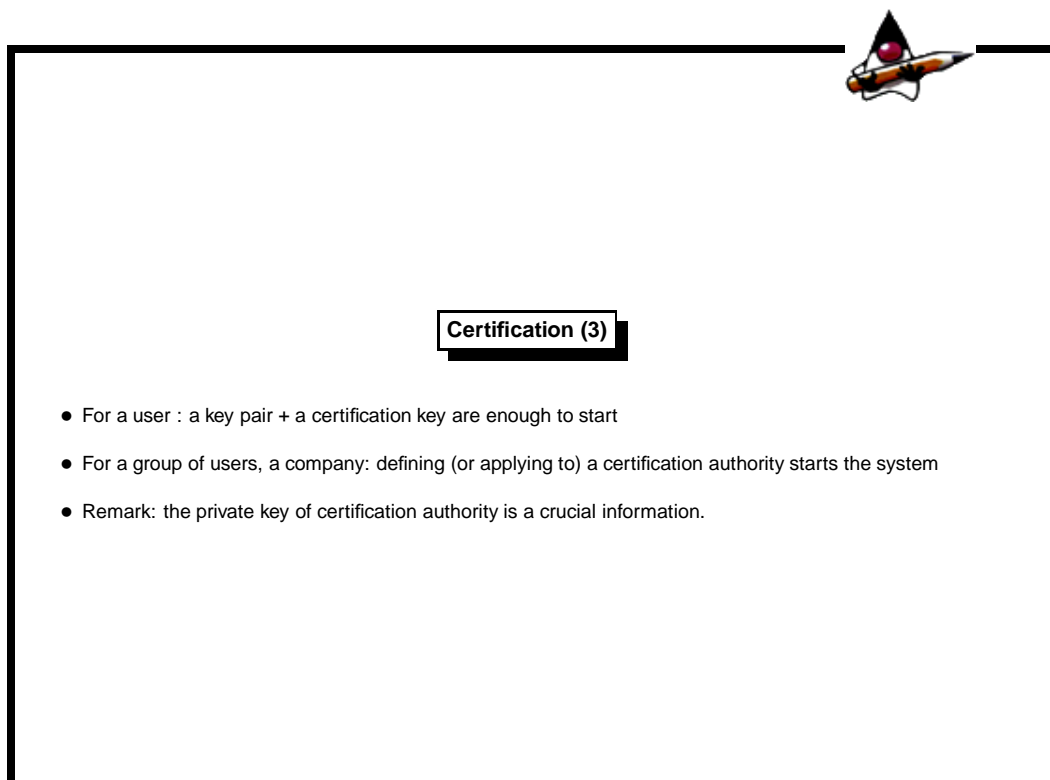 Certification (3)
● For a user : a key pair + a certification key are enough to start
● For a group of users, a company: defining (or applying to) a certification authority starts the system
● Remark: the private key of certification authority is a crucial information.